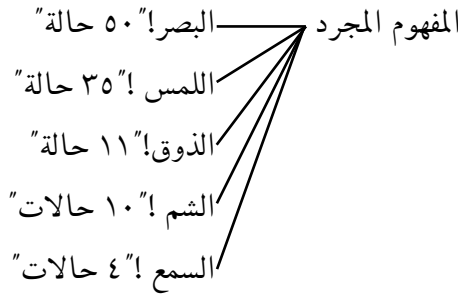 المفهوم المجرد
البصر!"٥٠ حالة"
اللمس !"٣٥ حالة"
الذوق!"١١ حالة"
الشم !"١٠ حالات"
السمع !"٤ حالات"